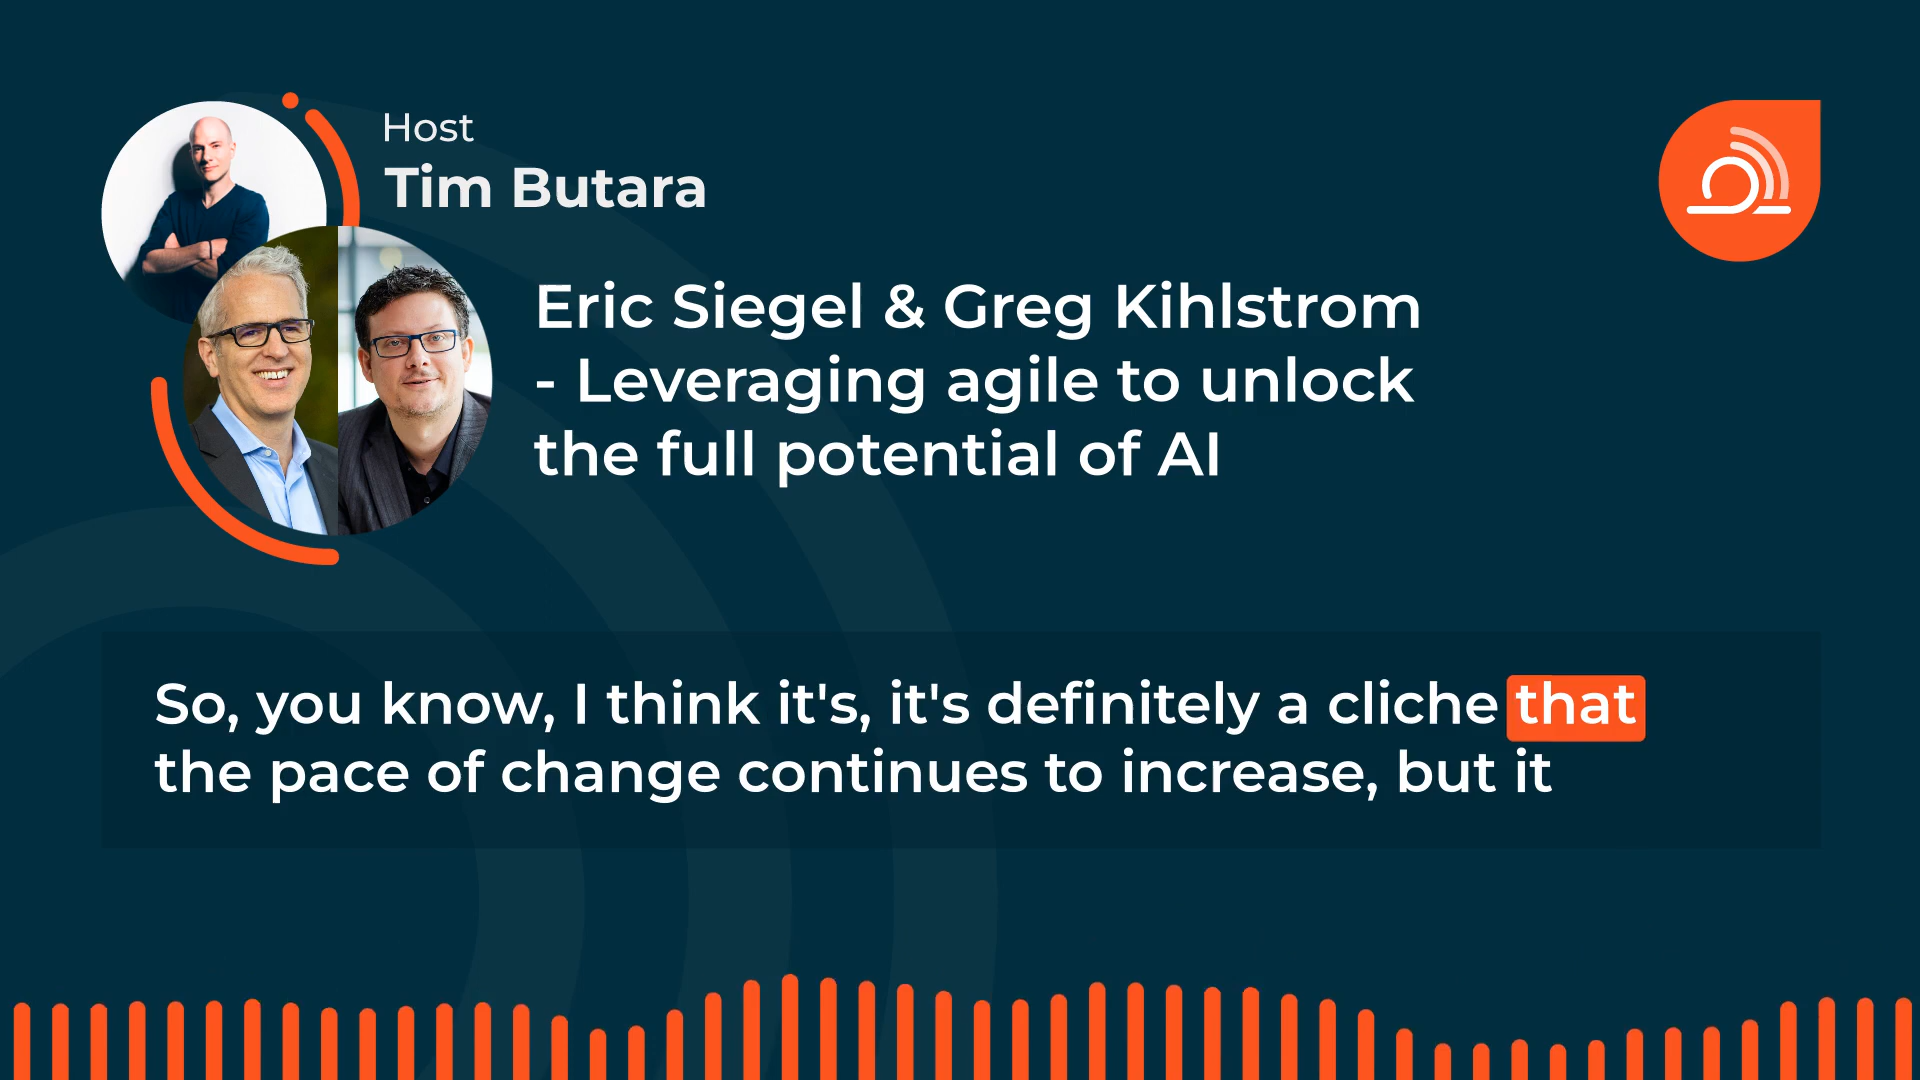 Host
Tim Butara
Eric Siegel & Greg Kihlstrom
- Leveraging agile to unlock
the full potential of AI
So, you know, I think it's, it's definitely a cliche that
the pace of change continues to increase, but it